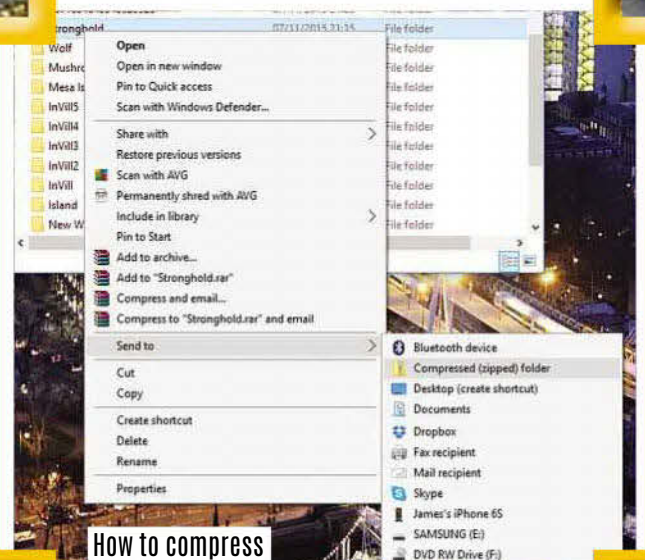 Stronghold 07/11/2015 21:15 File folder
Wolf File folder
Mushro File folder
Mesa Is File folder
InVill5 File folder
InVill4 File folder
InVill3 File folder
InVill2 File folder
InVill File folder
Island File folder
New W File folder
Open
Open in new window
Pin to Quick access
Scan with Windows Defender...
Share with
Restore previous versions
Scan with AVG
Permanently shred with AVG
Include in library
Pin to Start
Add to archive...
Add to "Stronghold.rar"
Compress and email...
Compress to "Stronghold.rar" and email
Send to
Cut
Copy
Create shortcut
Delete
Rename
Properties
Bluetooth device
Compressed (zipped) folder
Desktop (create shortcut)
Documents
Dropbox
Fax recipient
Mail recipient
Skype
James's iPhone 6S
SAMSUNG (E:)
DVD RW Drive (F:)
How to compress